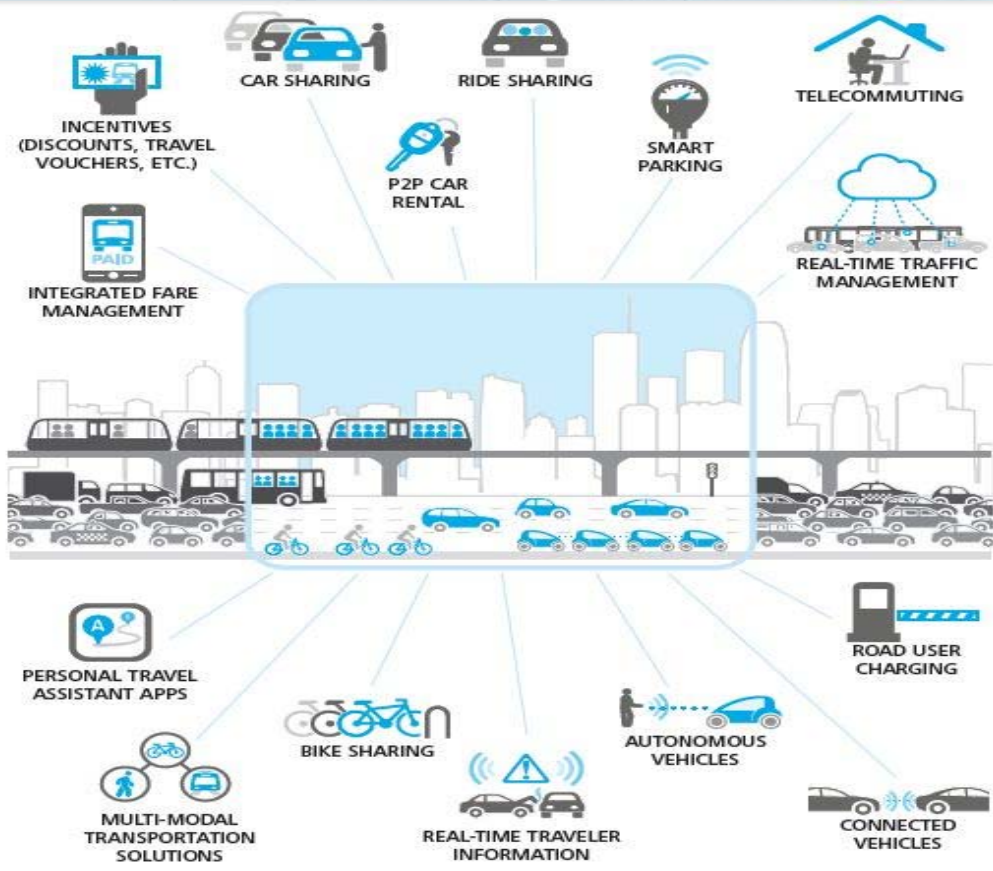 CAR SHARING
RIDE SHARING
TELECOMMUTING
INCENTIVES
(DISCOUNTS, TRAVEL
VOUCHERS, ETC.)
P2P CAR
RENTAL
SMART
PARKING
PAID
INTEGRATED FARE
MANAGEMENT
REAL-TIME TRAFFIC
MANAGEMENT
A
PERSONAL TRAVEL
ASSISTANT APPS
ROAD USER
CHARGING
BIKE SHARING
AUTONOMOUS
VEHICLES
MULTI-MODAL
TRANSPORTATION
SOLUTIONS
REAL-TIME TRAVELER
INFORMATION
CONNECTED
VEHICLES